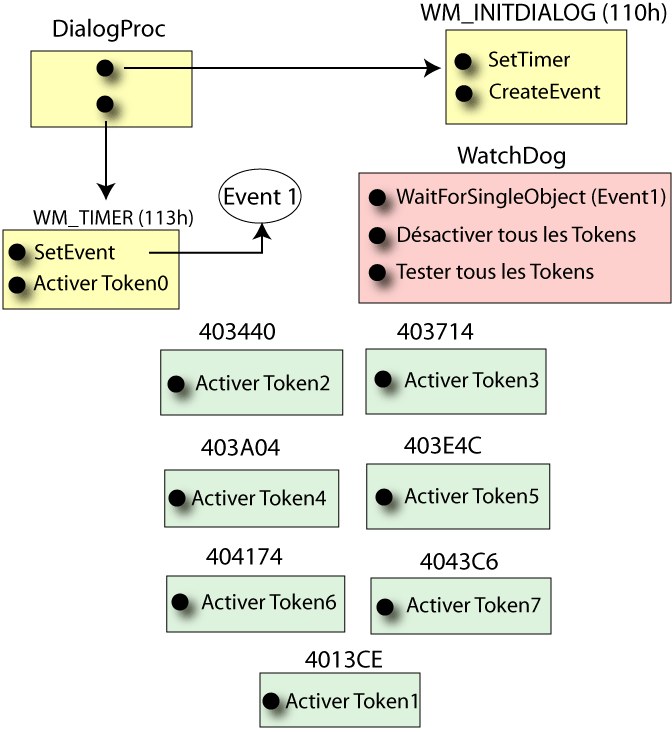 DialogProc
WM_INITDIALOG (110h)
SetTimer
CreateEvent
WatchDog
WaitForSingleObject (Event1)
Désactiver tous les Tokens
Tester tous les Tokens
Event 1
WM_TIMER (113h)
SetEvent
Activer Token0
403440
Activer Token2
403714
Activer Token3
403A04
Activer Token4
403E4C
Activer Token5
404174
Activer Token6
4043C6
Activer Token7
4013CE
Activer Token1